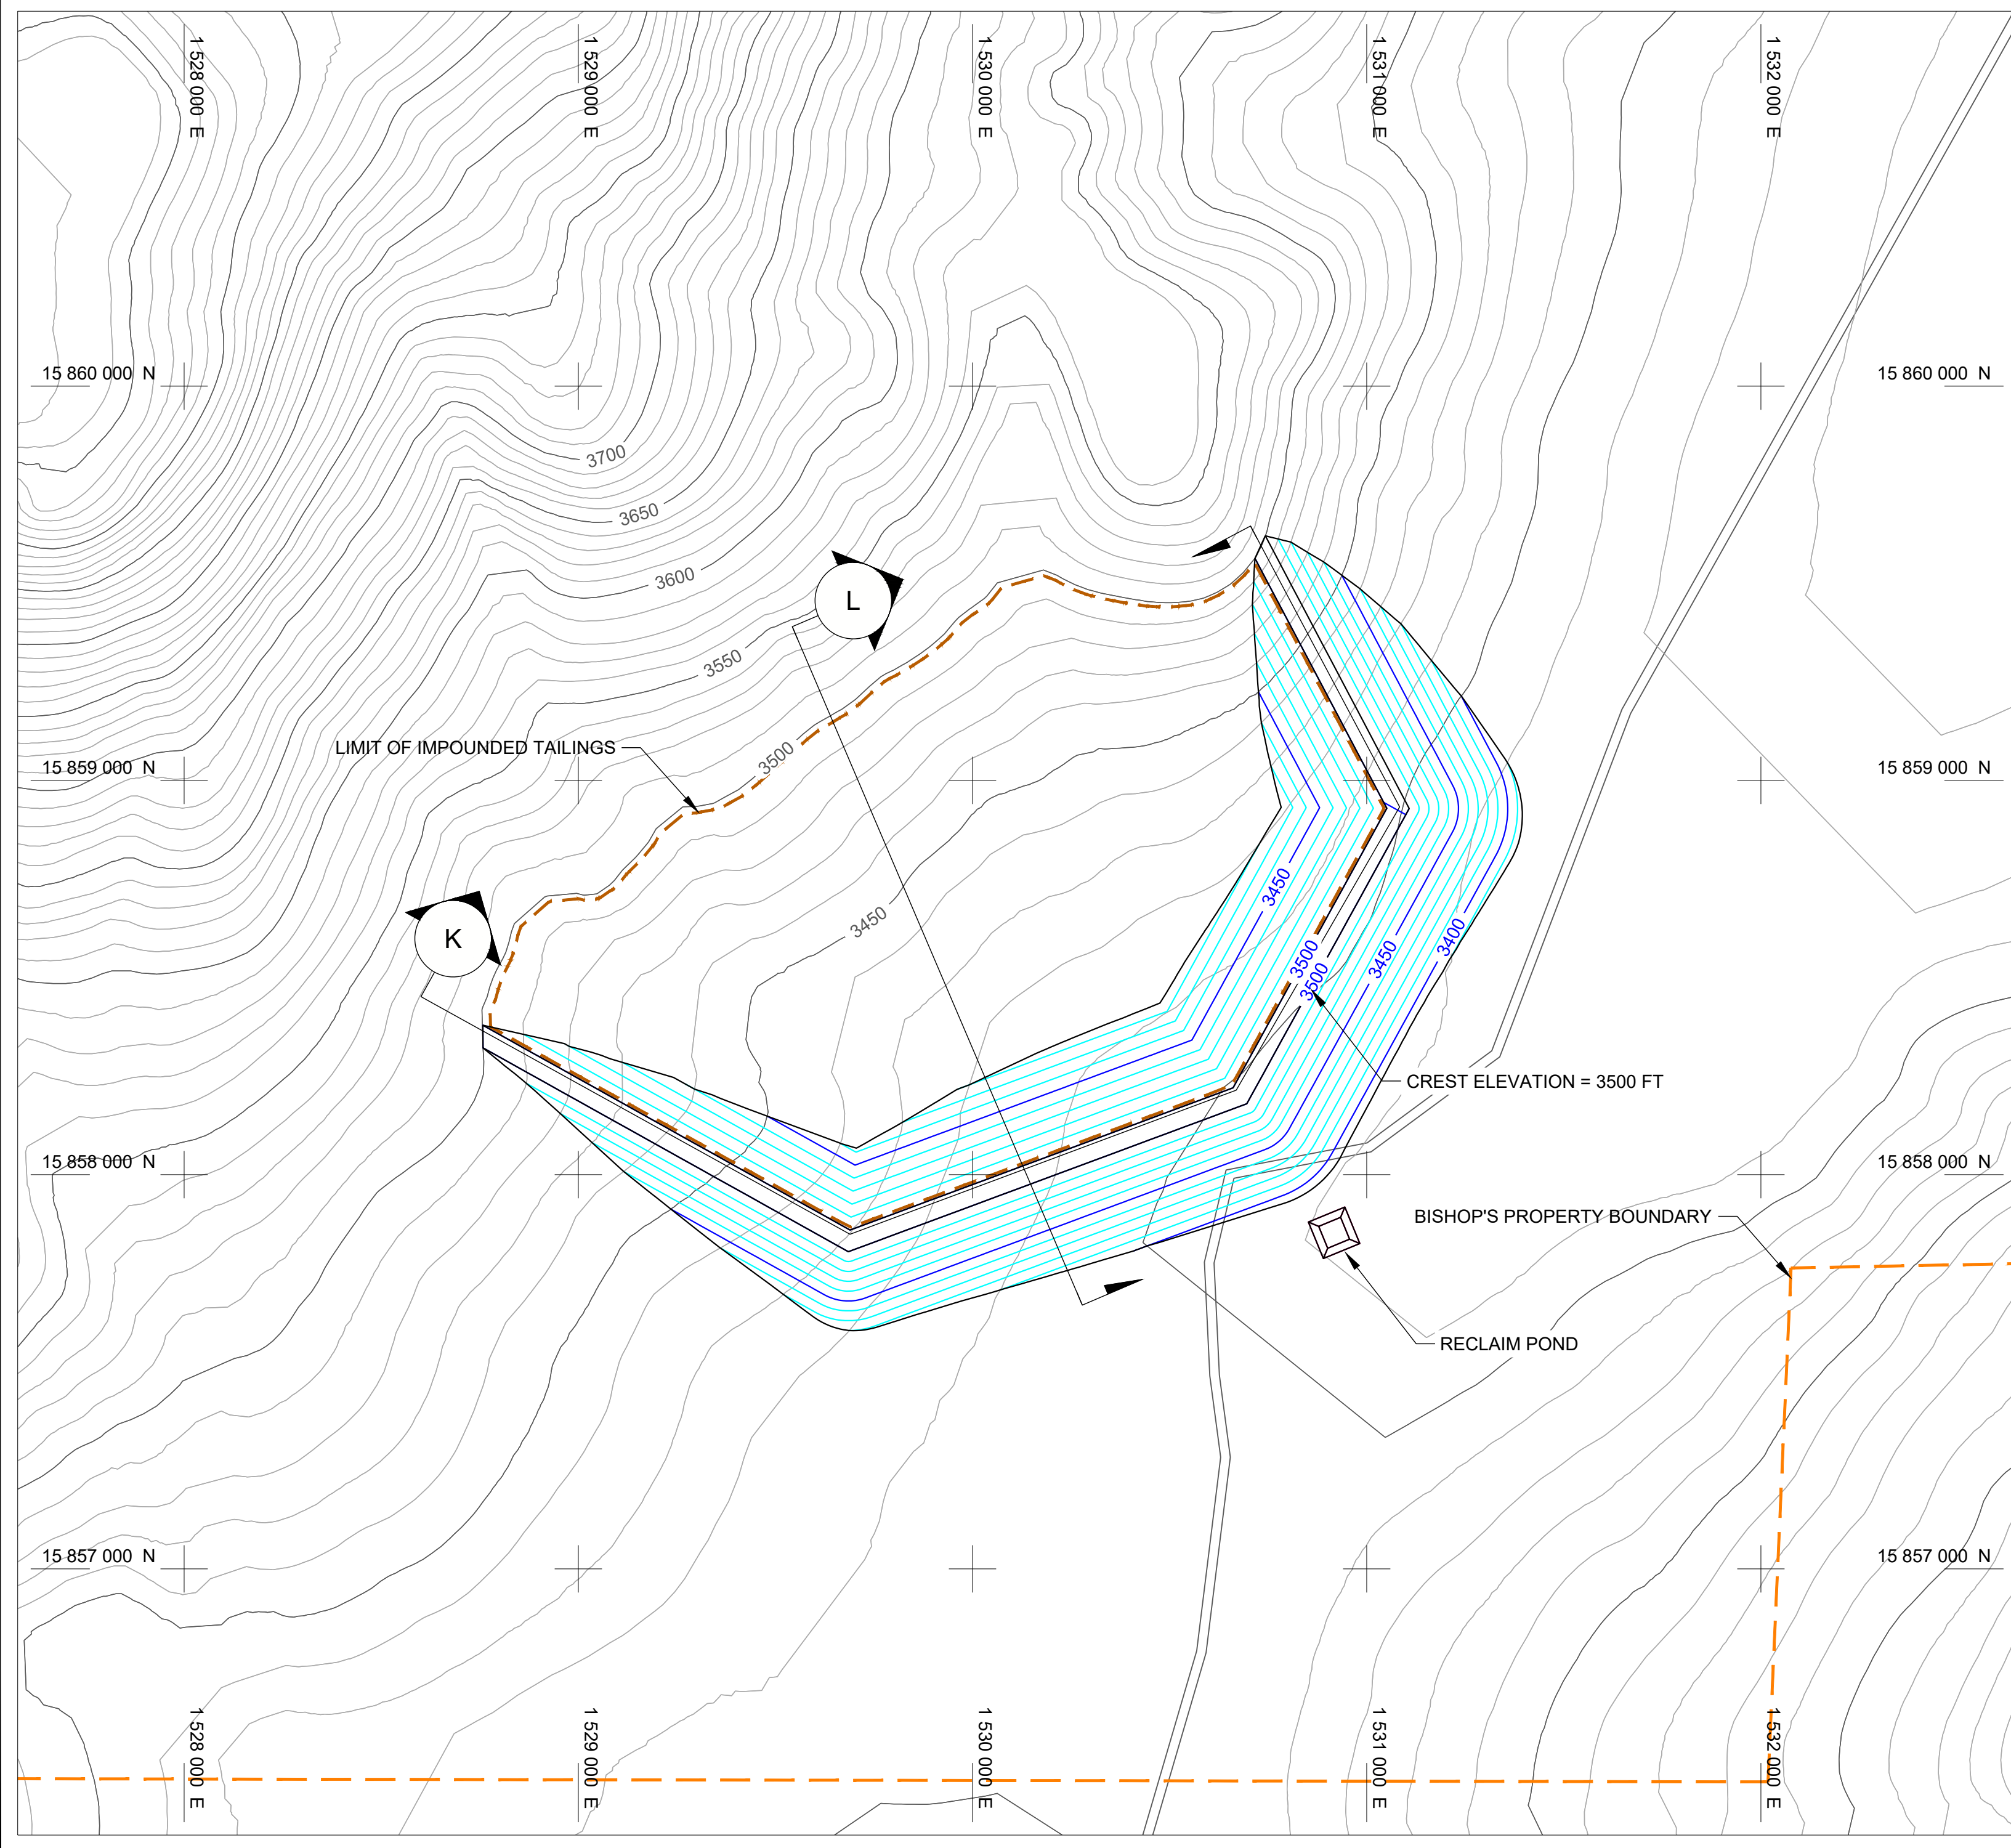 1 528 000 E
1 529 000 E
1 530 000 E
1 531 000 E
1 532 000 E
15 860 000 N
15 860 000 N
3700
3650
3600
L
3550
LIMIT OF IMPOUNDED TAILINGS
3500
15 859 000 N
15 859 000 N
3450
3450
K
3500
3500
3450
3400
CREST ELEVATION = 3500 FT
15 858 000 N
15 858 000 N
BISHOP'S PROPERTY BOUNDARY
RECLAIM POND
15 857 000 N
15 857 000 N
1 528 000 E
1 529 000 E
1 530 000 E
1 531 000 E
1 532 000 E